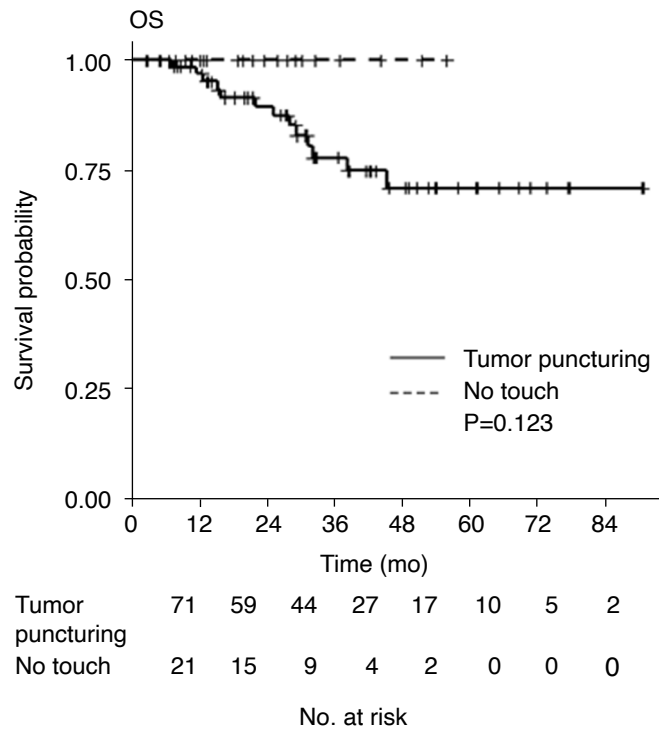 OS
1.00
0.75
0.50
0.25
0.00
Survival probability
Tumor puncturing
No touch
P=0.123
0 12 24 36 48 60 72 84
Time (mo)
Tumor puncturing 71 59 44 27 17 10 5 2
No touch 21 15 9 4 2 0 0 0
No. at risk